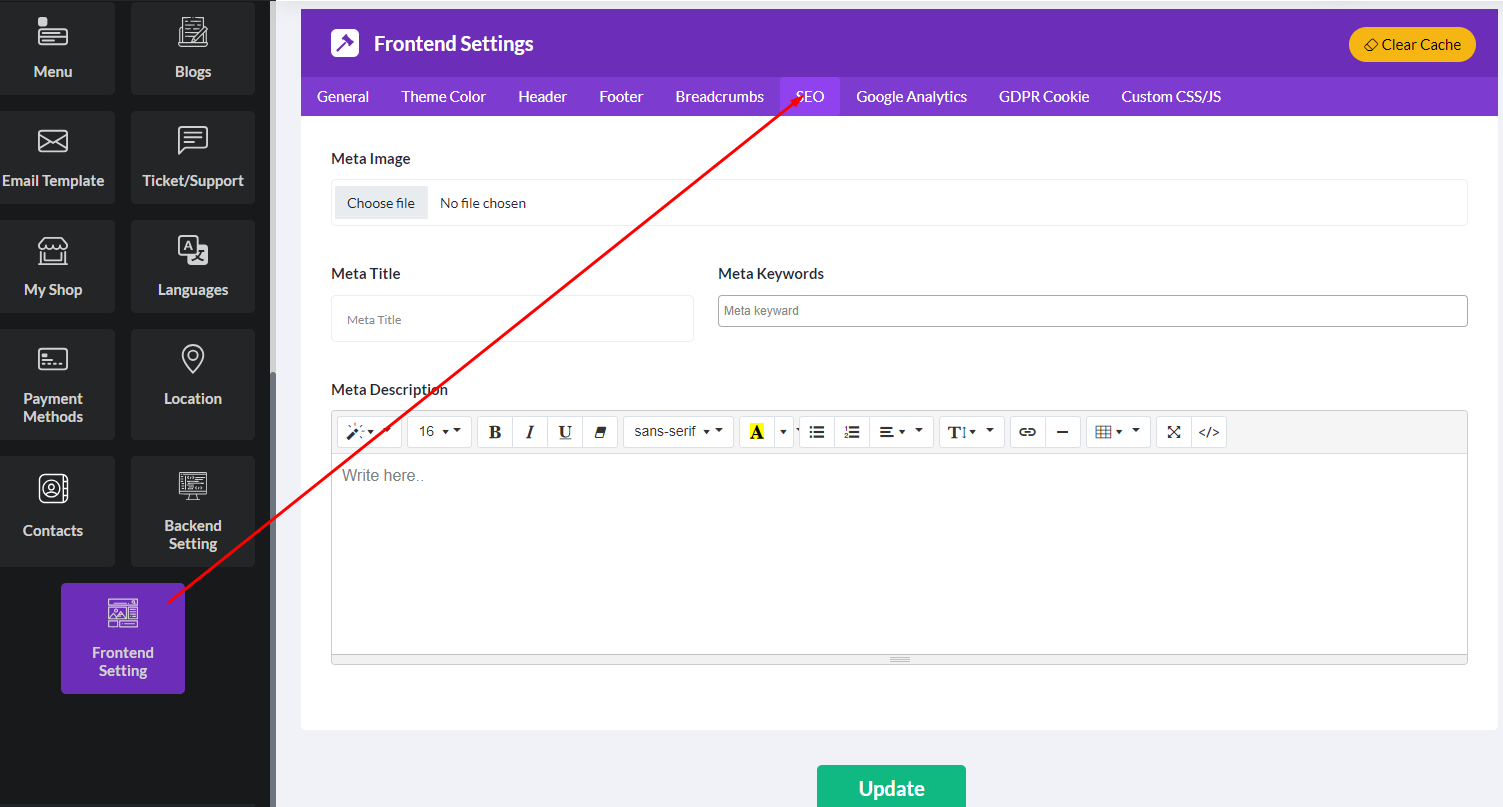 Menu
Blogs
Email Template
Ticket/Support
My Shop
Languages
Payment
Methods
Location
Contacts
Backend
Setting
Frontend
Setting
Frontend Settings
Clear Cache
General
Theme Color
Header
Footer
Breadcrumbs
SEO
Google Analytics
GDPR Cookie
Custom CSS/JS
Meta Image
Choose file
No file chosen
Meta Title
Meta Title
Meta Keywords
Meta keyward
Meta Description
16
B
I
U
sans-serif
A
</>
Write here..
Update